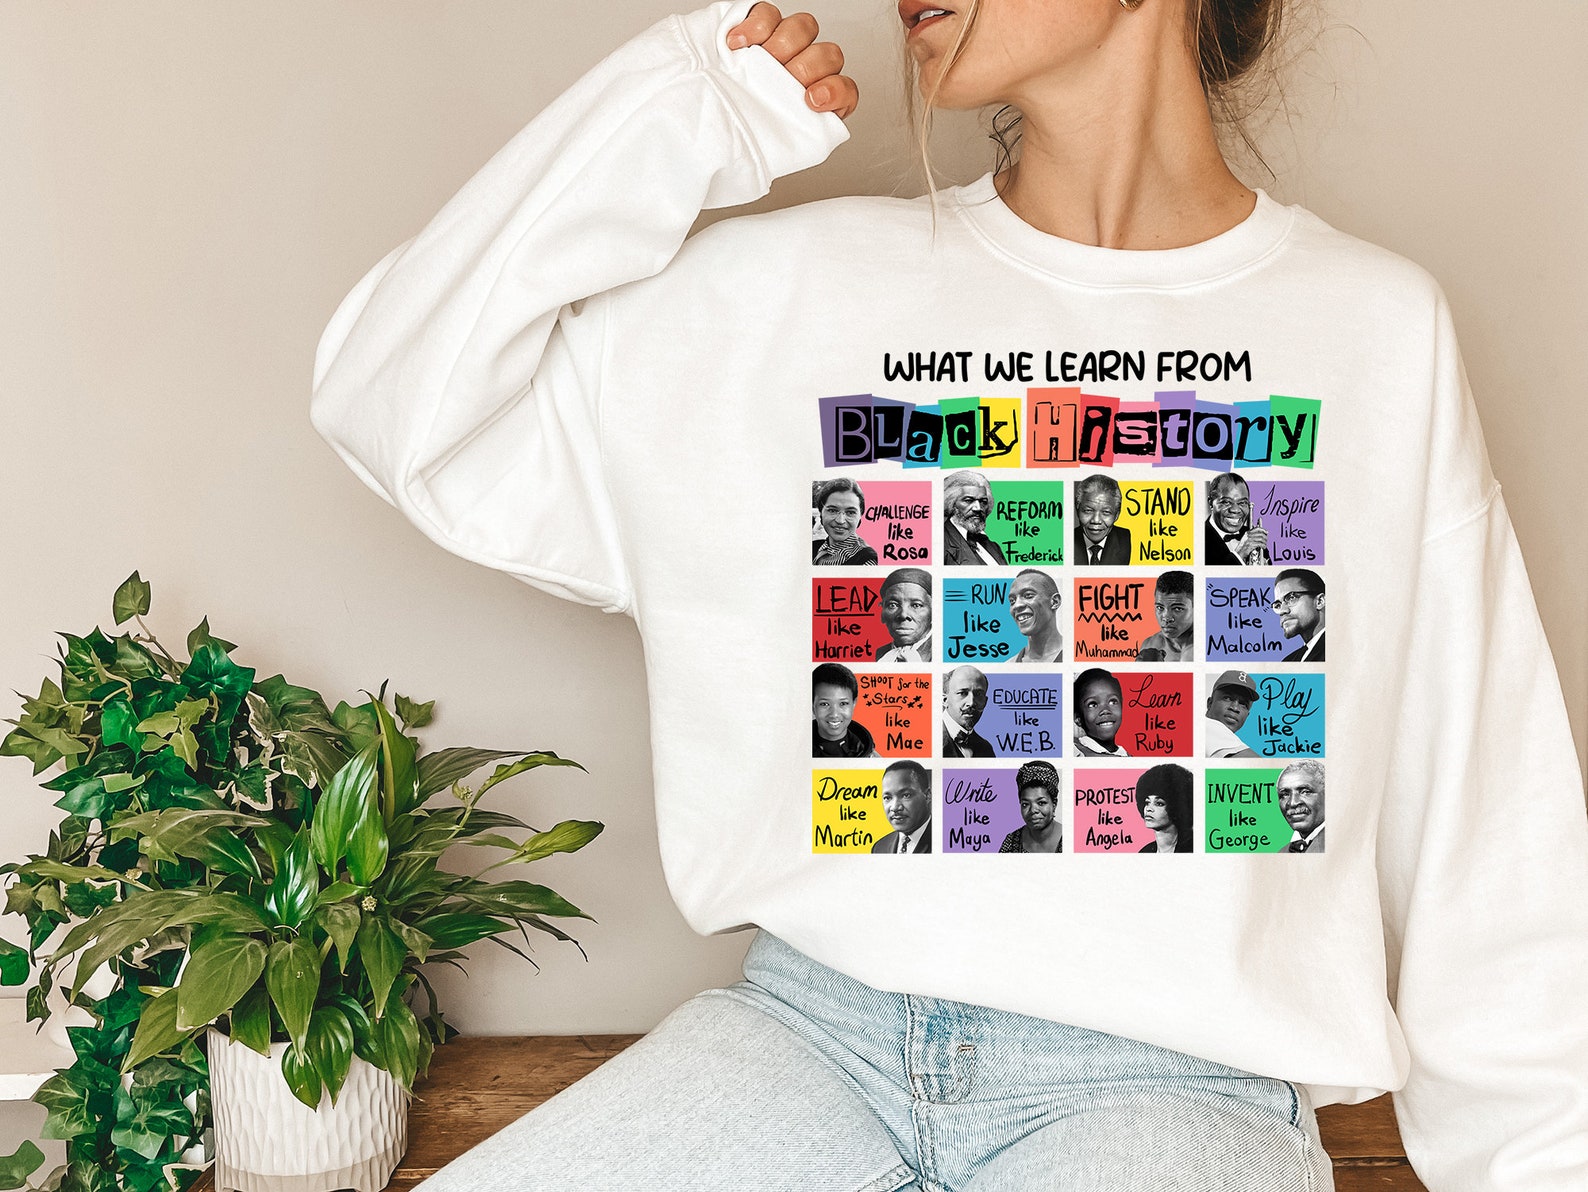 WHAT WE LEARN FROM
Black History
CHALLENGE
like
Rosa
REFORM
like
Frederick
STAND
like
Nelson
Inspire
like
Louis
LEAD
like
Harriet
RUN
like
Jesse
FIGHT
like
Muhammad
"SPEAK"
like
Malcolm
SHOOT for the
Stars
like
Mae
EDUCATE
like
W.E.B.
Learn
like
Ruby
Play
like
Jackie
Dream
like
Martin
Write
like
Maya
PROTEST
like
Angela
INVENT
like
George